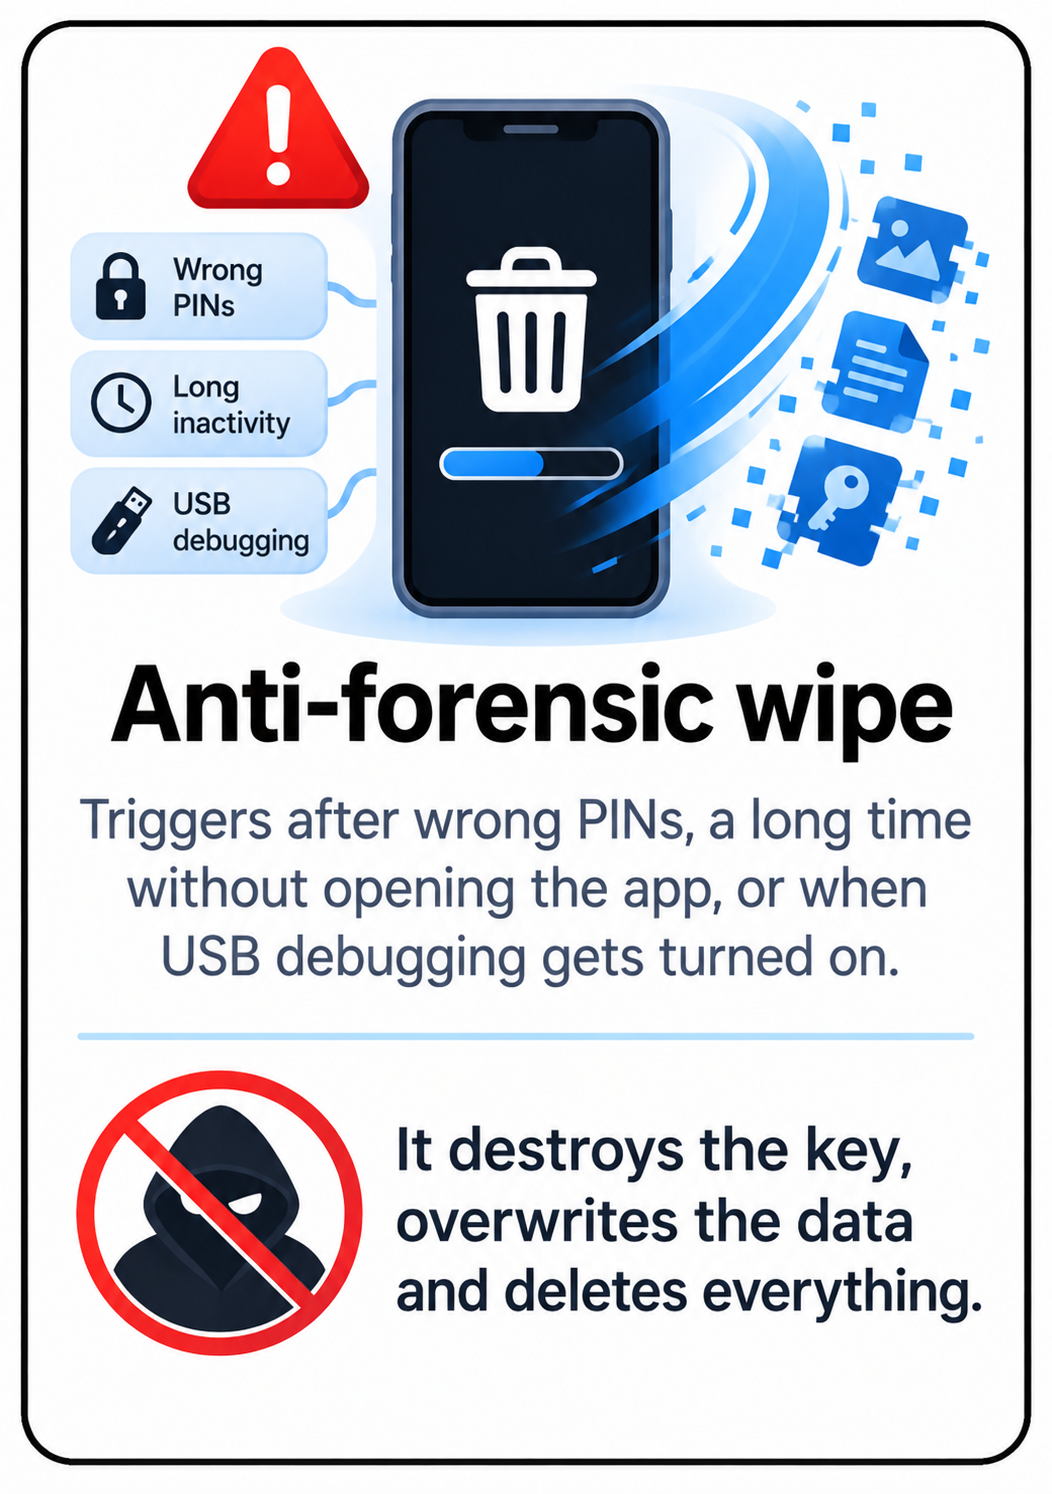 Wrong
PINs
Long
inactivity
USB
debugging
Anti-forensic wipe
Triggers after wrong PINs, a long time
without opening the app, or when
USB debugging gets turned on.
It destroys the key,
overwrites the data
and deletes everything.